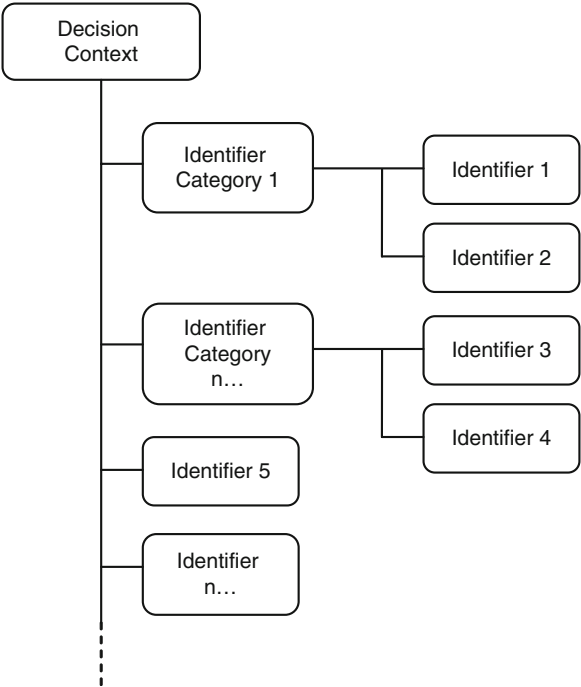 Decision
Context
Identifier
Category 1
Identifier 1
Identifier 2
Identifier
Category
n…
Identifier 3
Identifier 4
Identifier 5
Identifier
n…